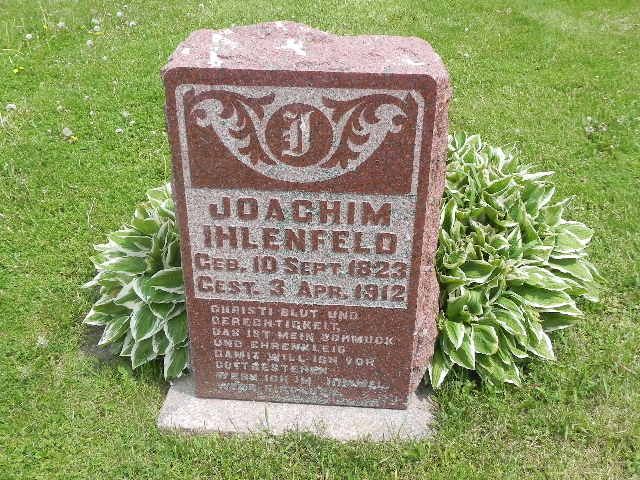 I
JOACHIM
IHLENFELD
GEB. 10 SEPT. 1823
GEST. 3 APR. 1912
CHRISTI BLUT UND
GERECHTIGKEIT,
DAS IST MEIN SCHMUCK
UND EHRENKLEID
DAMIT WILL ICH VOR
GOTT BESTEHEN
WENN ICH IM HIMMEL